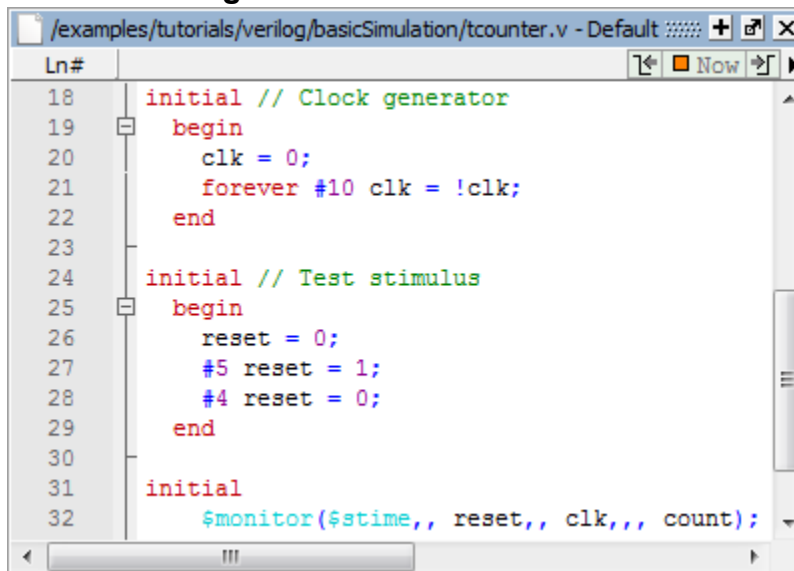 /examples/tutorials/verilog/basicSimulation/tcounter.v - Default
Ln#
Now
18 initial // Clock generator
19 begin
20 clk = 0;
21 forever #10 clk = !clk;
22 end
23
24 initial // Test stimulus
25 begin
26 reset = 0;
27 #5 reset = 1;
28 #4 reset = 0;
29 end
30
31 initial
32 $monitor($stime,, reset,, clk,,, count);